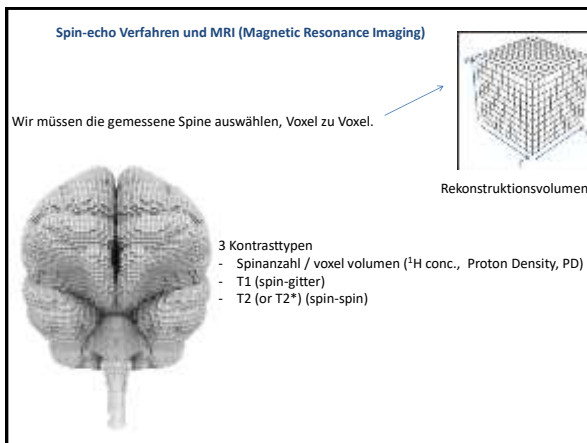 Spin-echo Verfahren und MRI (Magnetic Resonance Imaging)
Wir müssen die gemessene Spine auswählen, Voxel zu Voxel.
Rekonstruktionsvolumen
3 Kontrasttypen
- Spinanzahl / voxel volumen (¹H conc., Proton Density, PD)
- T1 (spin-gitter)
- T2 (or T2*) (spin-spin)